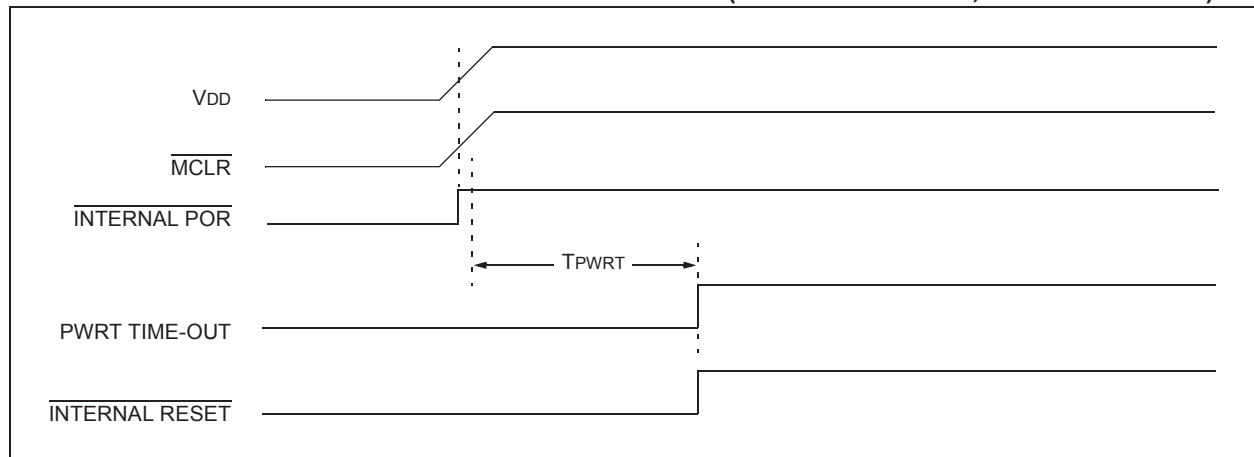 VDD
MCLR
INTERNAL POR
TPWRT
PWRT TIME-OUT
INTERNAL RESET